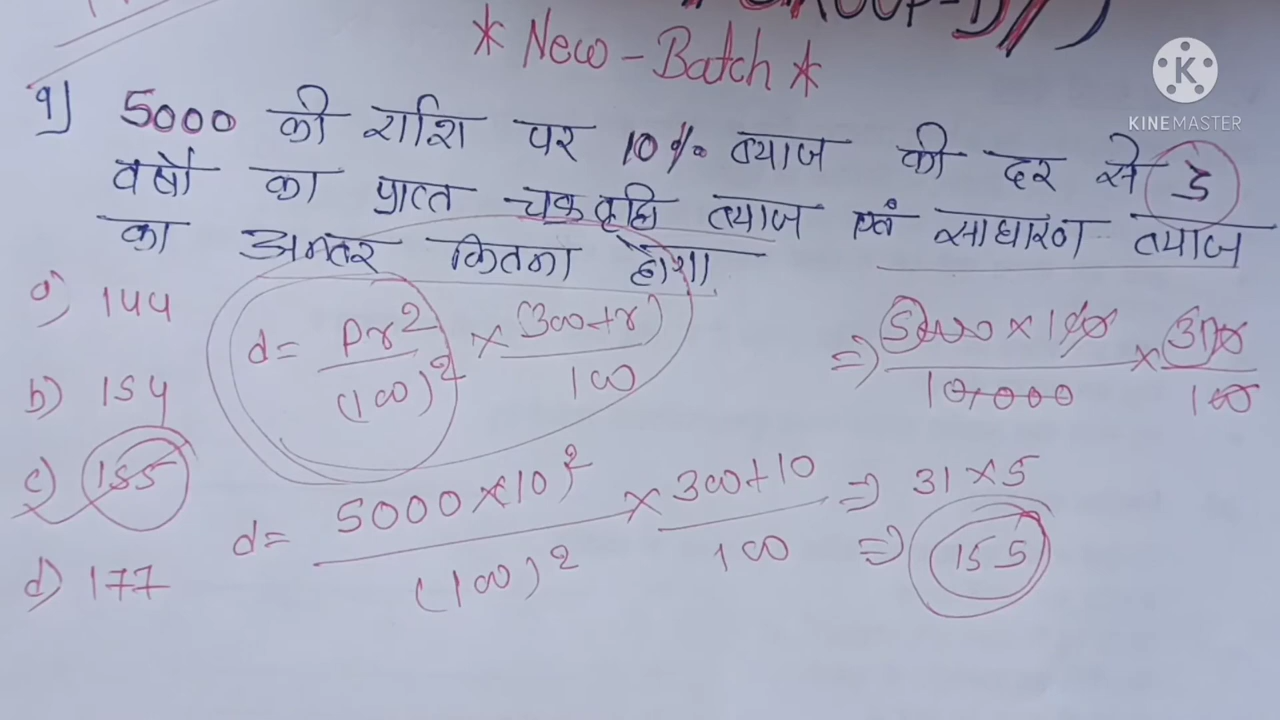 GROUP-D
* New - Batch *
K
KINEMASTER
9] 5000 की राशि पर 10% ब्याज की दर से 3
वर्षो का प्राप्त चक्रवृद्धि ब्याज एवं साधारण ब्याज
का अन्तर कितना होगा
a) 144
b) 154
c) 155
d) 177
d= pr²/(100)² × (300+r)/100
d= 5000×10)²/(100)² × 300+10/100
=> 5000×100/10,000 × 310/100
=> 31×5
=> 155